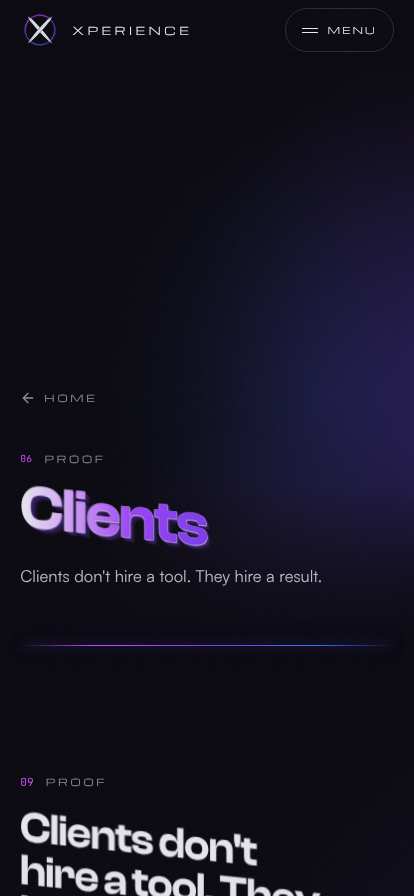 XPERIENCE
MENU
← HOME
06 PROOF
Clients
Clients don't hire a tool. They hire a result.
09 PROOF
Clients don't
hire a tool. They